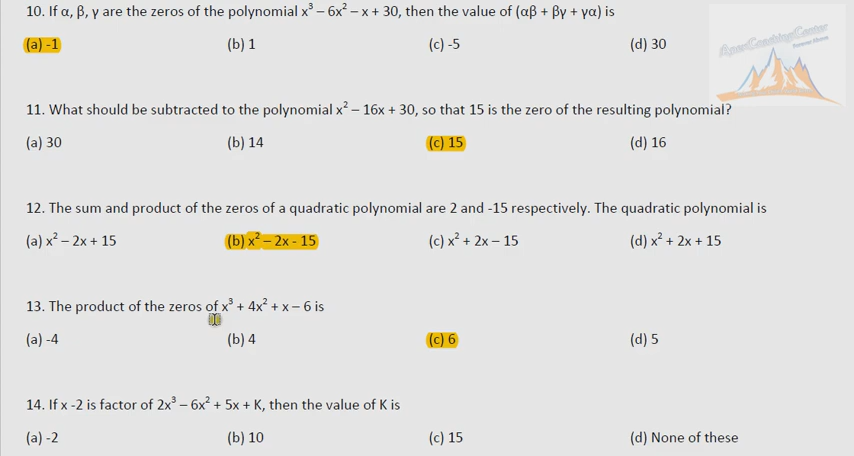 10. If α, β, γ are the zeros of the polynomial x³ – 6x² – x + 30, then the value of (αβ + βγ + γα) is
(a) -1 (b) 1 (c) -5 (d) 30
11. What should be subtracted to the polynomial x² – 16x + 30, so that 15 is the zero of the resulting polynomial?
(a) 30 (b) 14 (c) 15 (d) 16
12. The sum and product of the zeros of a quadratic polynomial are 2 and -15 respectively. The quadratic polynomial is
(a) x² – 2x + 15 (b) x² – 2x - 15 (c) x² + 2x – 15 (d) x² + 2x + 15
13. The product of the zeros of x³ + 4x² + x – 6 is
(a) -4 (b) 4 (c) 6 (d) 5
14. If x -2 is factor of 2x³ – 6x² + 5x + K, then the value of K is
(a) -2 (b) 10 (c) 15 (d) None of these